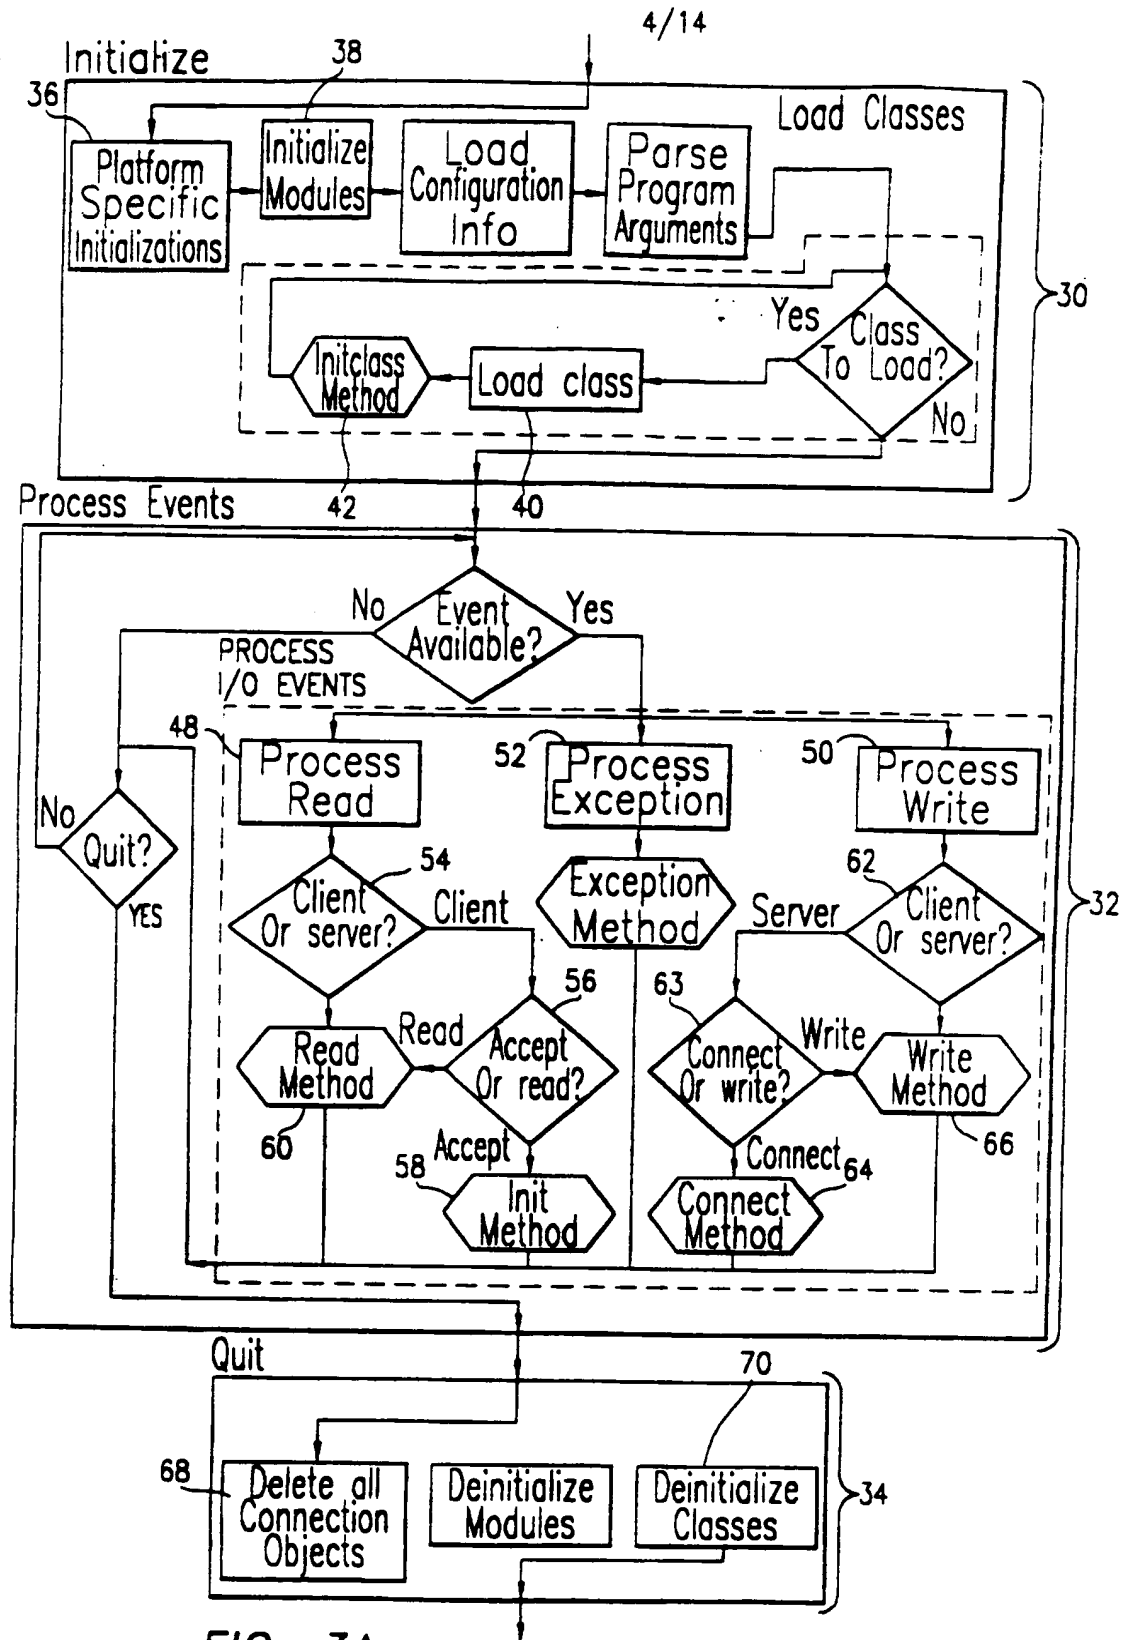 4/14
Initialize
38
36
Load Classes
Platform
Specific
Initializations
Initialize
Modules
Load
Configuration
Info
Parse
Program
Arguments
30
Yes
Class
To Load?
No
Initclass
Method
Load class
42
40
Process Events
No
Event
Available?
Yes
PROCESS
I/O EVENTS
48
Process
Read
52
Process
Exception
50
Process
Write
No
Quit?
YES
54
Client
Or server?
Client
Exception
Method
Server
62
Client
Or server?
32
56
63
Read
Method
Read
Accept
Or read?
Connect
Or write?
Write
Write
Method
60
66
Accept
58
Init
Method
Connect
64
Connect
Method
Quit
70
68
Delete all
Connection
Objects
Deinitialize
Modules
Deinitialize
Classes
34